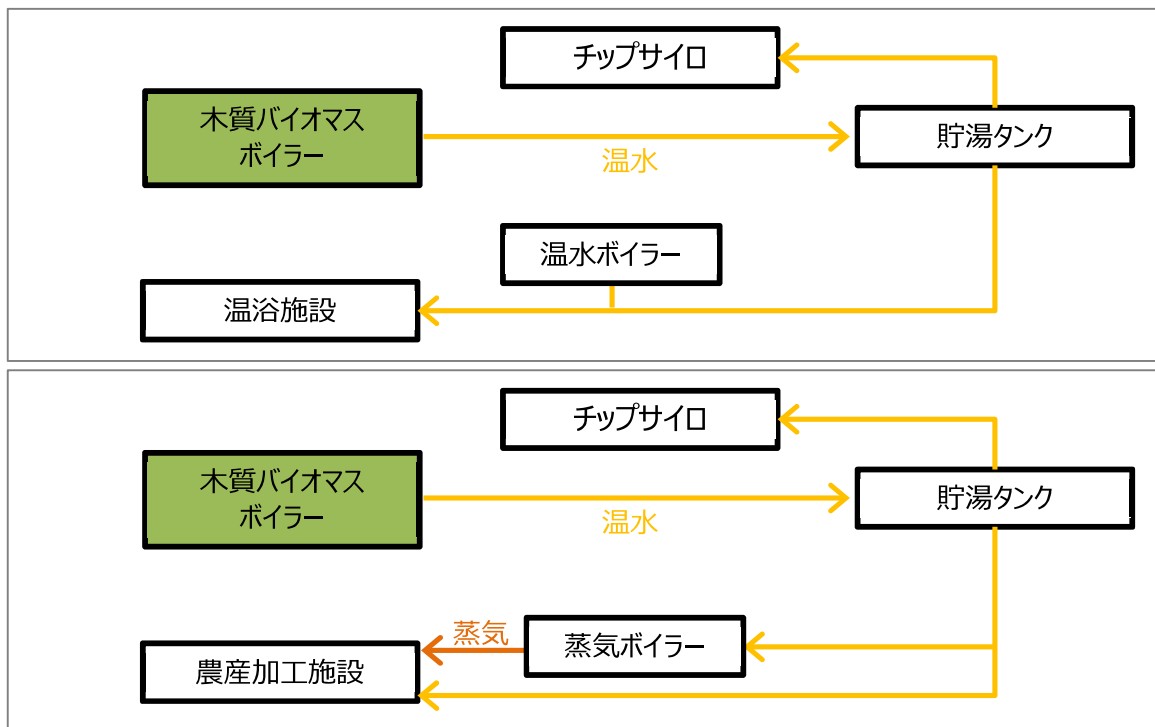 チップサイロ
木質バイオマス
ボイラー
温水
貯湯タンク
温水ボイラー
温浴施設
チップサイロ
木質バイオマス
ボイラー
温水
貯湯タンク
蒸気
蒸気ボイラー
農産加工施設